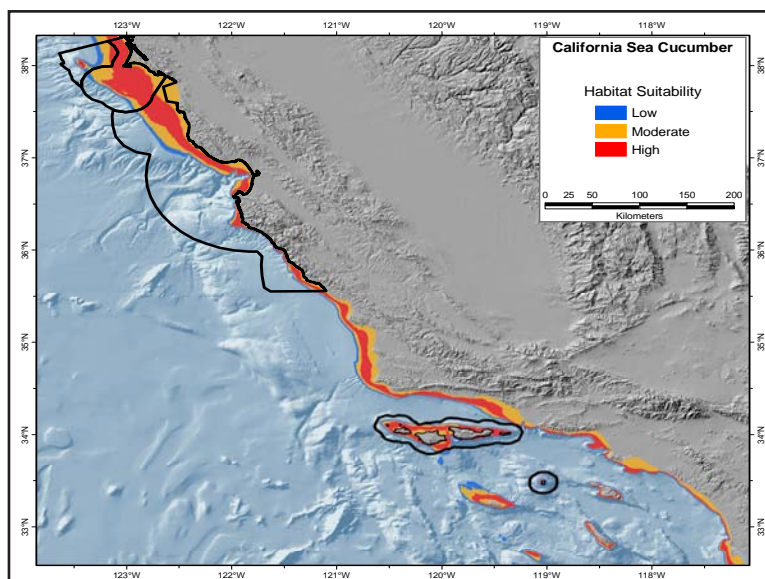 123°W 122°W 121°W 120°W 119°W 118°W
California Sea Cucumber
Habitat Suitability
Low
Moderate
High
0 25 50 100 150 200
Kilometers
38°N 38°N
37°N 37°N
36°N 36°N
35°N 35°N
34°N 34°N
33°N 33°N
123°W 122°W 121°W 120°W 119°W 118°W